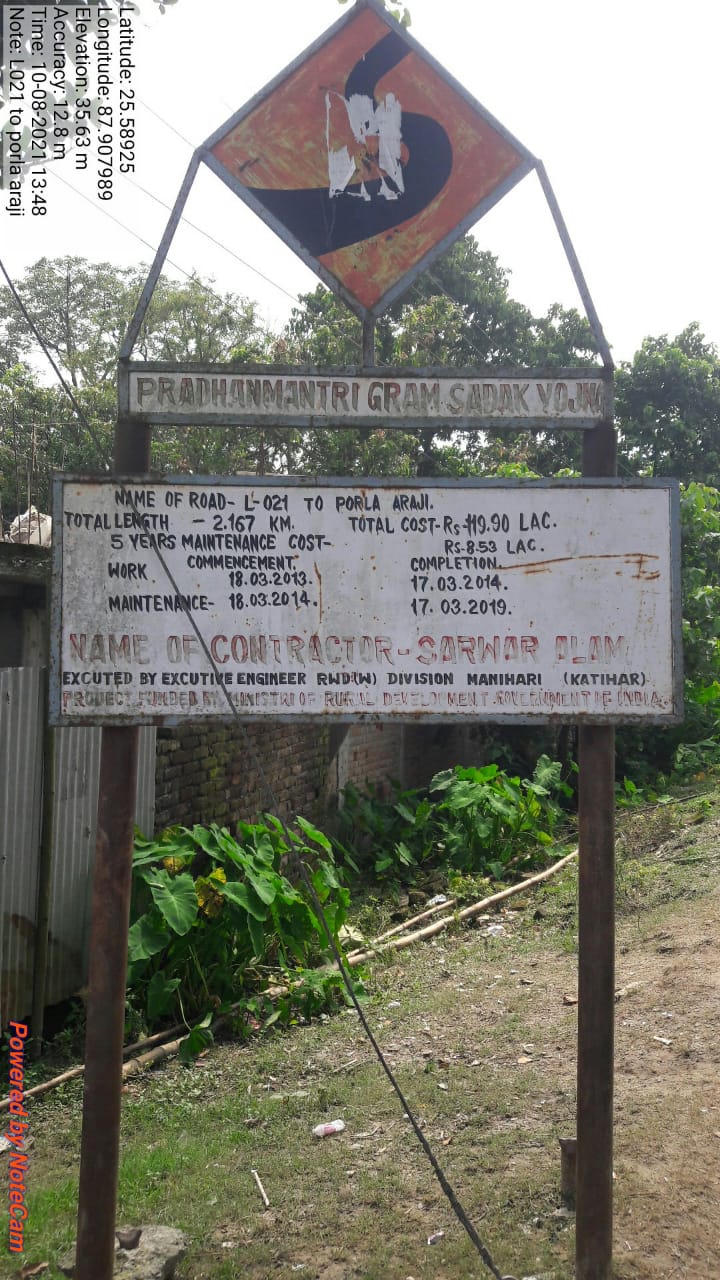 Latitude: 25.58925
Longitude: 87.907989
Elevation: 35.63 m
Accuracy: 12.8 m
Time: 10-08-2021 13:48
Note: L021 to porla araji
PRADHANMANTRI GRAM SADAK YOJN
NAME OF ROAD- L-021 TO PORLA ARAJI.
TOTAL LENGTH - 2.167 KM. TOTAL COST-Rs-119.90 LAC.
5 YEARS MAINTENANCE COST- RS-8.53 LAC.
COMMENCEMENT. COMPLETION.
WORK 18.03.2013. 17.03.2014.
MAINTENANCE- 18.03.2014. 17.03.2019.
NAME OF CONTRACTOR-SARWAR ALAM
EXCUTED BY EXCUTIVE ENGINEER RWD(W) DIVISION MANIHARI (KATIHAR)
PROJECT FUNDED BY MINISTRI OF RURAL DEVELOPMENT GOVERNMENT OF INDIA
Powered by NoteCam